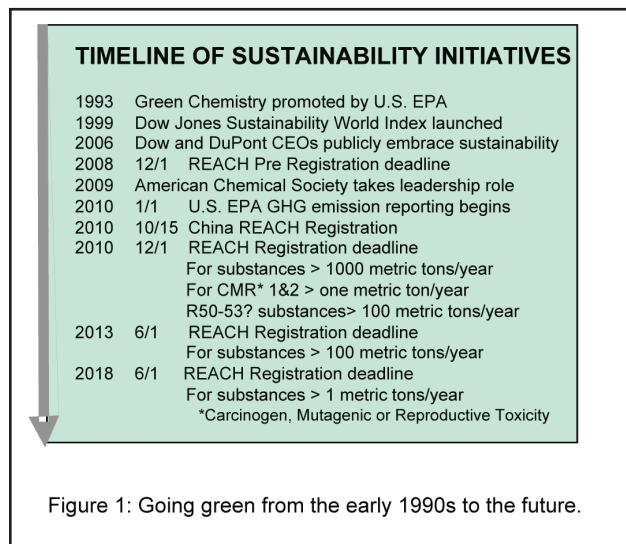 TIMELINE OF SUSTAINABILITY INITIATIVES
1993 Green Chemistry promoted by U.S. EPA
1999 Dow Jones Sustainability World Index launched
2006 Dow and DuPont CEOs publicly embrace sustainability
2008 12/1 REACH Pre Registration deadline
2009 American Chemical Society takes leadership role
2010 1/1 U.S. EPA GHG emission reporting begins
2010 10/15 China REACH Registration
2010 12/1 REACH Registration deadline
For substances > 1000 metric tons/year
For CMR* 1&2 > one metric ton/year
R50-53? substances> 100 metric tons/year
2013 6/1 REACH Registration deadline
For substances > 100 metric tons/year
2018 6/1 REACH Registration deadline
For substances > 1 metric tons/year
*Carcinogen, Mutagenic or Reproductive Toxicity
Figure 1: Going green from the early 1990s to the future.